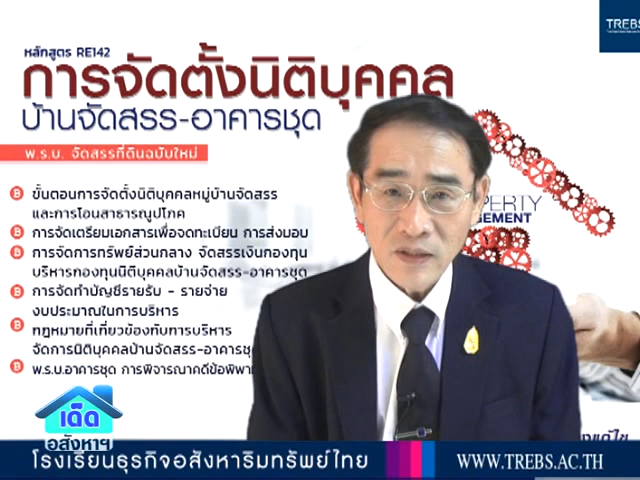 หลักสูตร RE142
การจัดตั้งนิติบุคคล
บ้านจัดสรร-อาคารชุด
พ.ร.บ. จัดสรรที่ดินฉบับใหม่
ขั้นตอนการจัดตั้งนิติบุคคลหมู่บ้านจัดสรร
และการโอนสาธารณูปโภค
การจัดเตรียมเอกสารเพื่อจดทะเบียน การส่งมอบ
การจัดการทรัพย์ส่วนกลาง จัดสรรเงินกองทุน
บริหารกองทุนนิติบุคคลบ้านจัดสรร-อาคารชุด
การจัดทำบัญชีรายรับ - รายจ่าย
งบประมาณในการบริหาร
กฎหมายที่เกี่ยวข้องกับการบริหาร
จัดการนิติบุคคลบ้านจัดสรร-อาคารชุด
พ.ร.บ.อาคารชุด การพิจารณาคดีข้อพิพา
TREBS
PERTY
GEMENT
เด็ด
อสังหาฯ
โรงเรียนธุรกิจอสังหาริมทรัพย์ไทย
WWW.TREBS.AC.TH